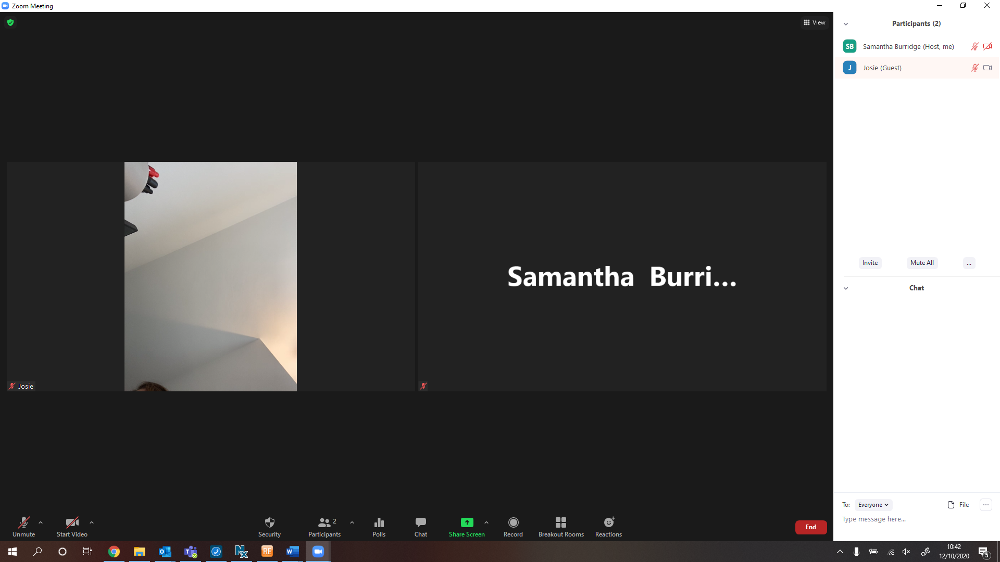 Zoom Meeting
View
Participants (2)
SB Samantha Burridge (Host, me)
J Josie (Guest)
Samantha Burri...
Josie
Invite Mute All ...
Chat
To: Everyone File ...
Type message here...
Unmute Start Video Security Participants 2 Polls Chat Share Screen Record Breakout Rooms Reactions End
T N X RE W
10:42
12/10/2020
5